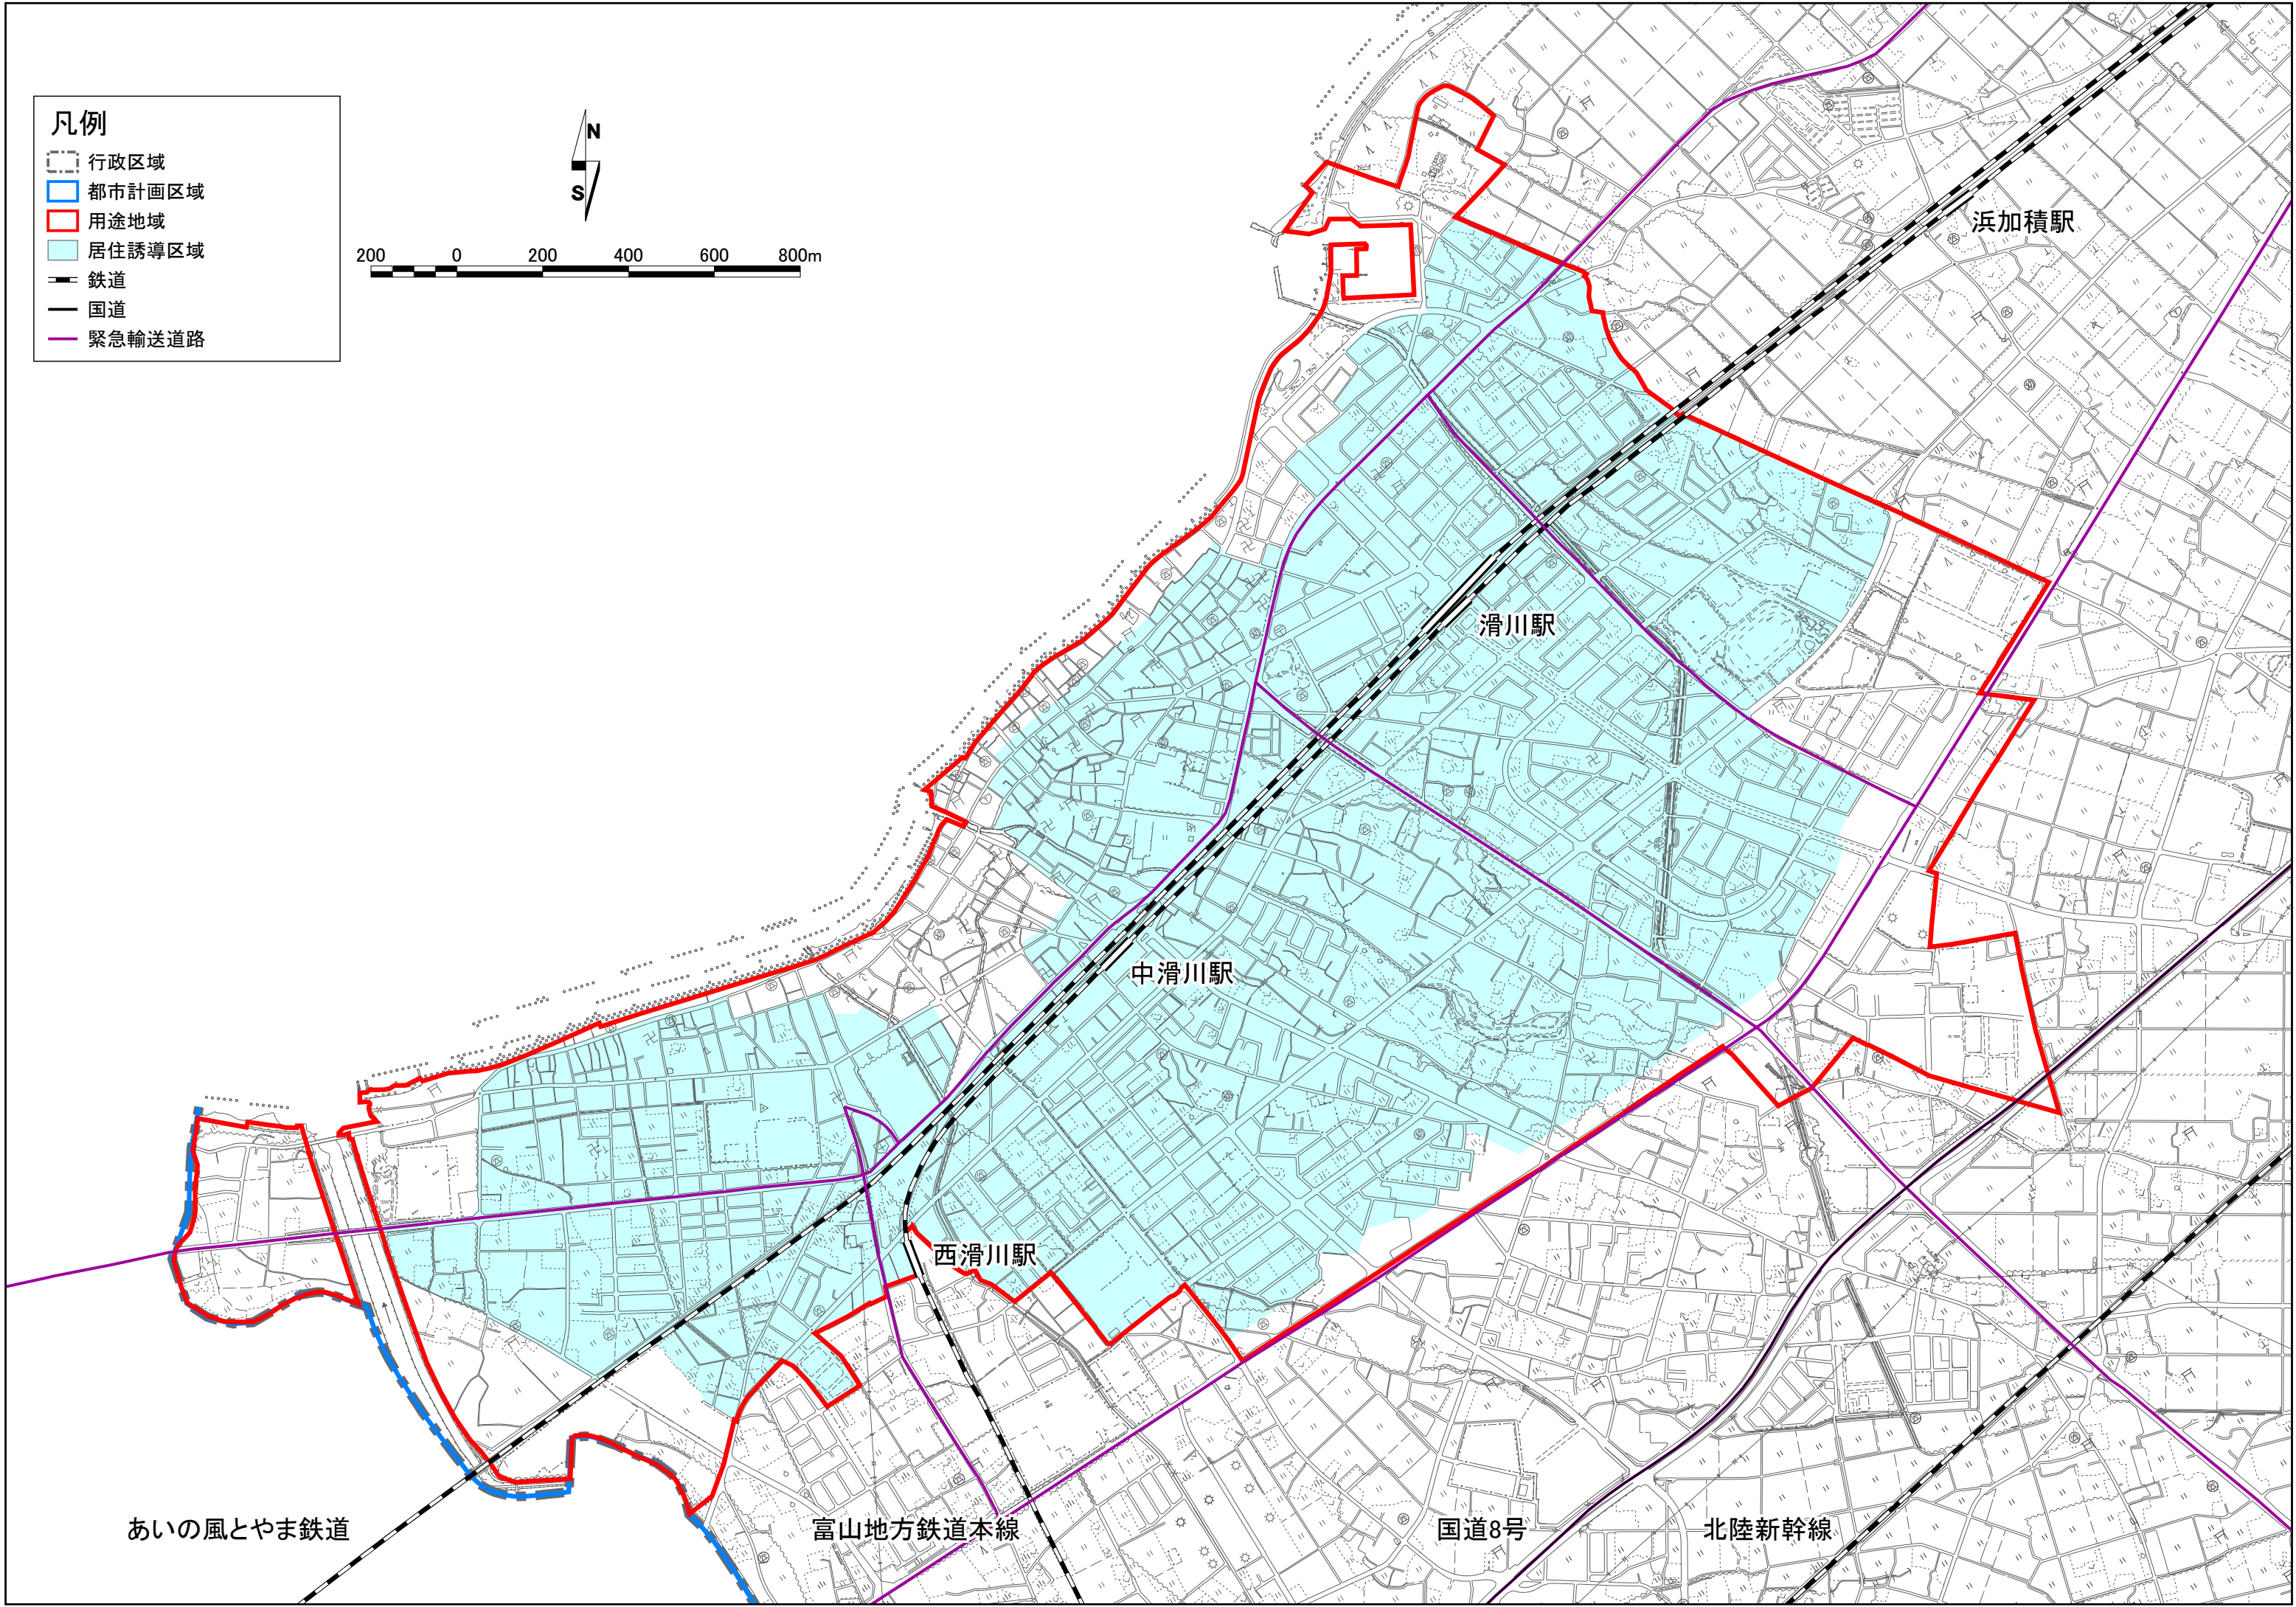 凡例
行政区域
都市計画区域
用途地域
居住誘導区域
鉄道
国道
緊急輸送道路
N
S
200 0 200 400 600 800m
浜加積駅
滑川駅
中滑川駅
西滑川駅
あいの風とやま鉄道
富山地方鉄道本線
国道8号
北陸新幹線